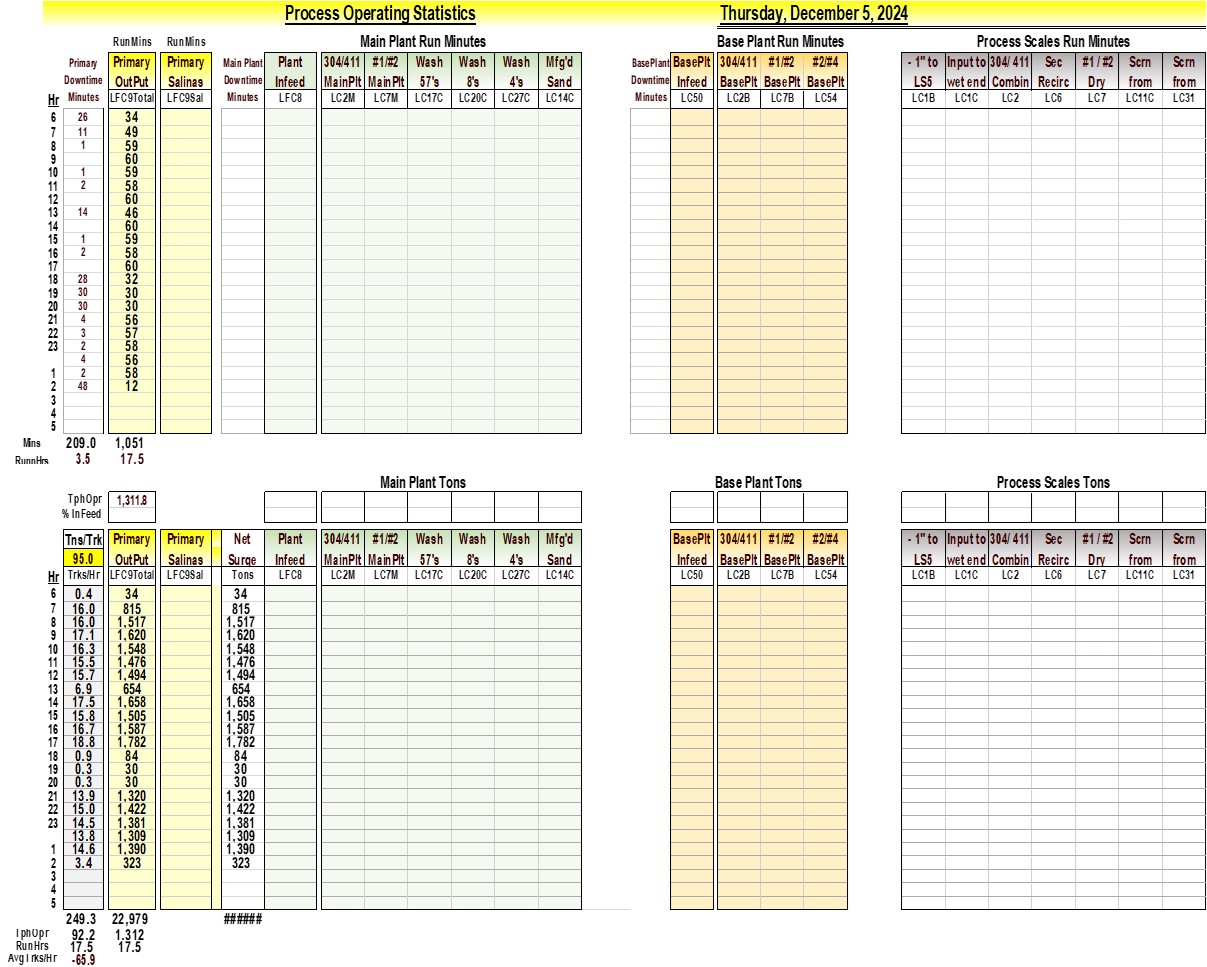 Process Operating Statistics Thursday, December 5, 2024
RunMins RunMins Main Plant Run Minutes Base Plant Run Minutes Process Scales Run Minutes
Primary Primary Primary Main Plant Plant 304/411 #1/#2 Wash Wash Wash Mfg'd BasePlant BasePlt 304/411 #1/#2 #2/#4 - 1" to Input to 304/ 411 Sec #1 / #2 Scrn Scrn
Downtime OutPut Salinas Downtime Infeed MainPlt MainPlt 57's 8's 4's Sand Downtime Infeed BasePlt BasePlt BasePlt LS5 wet end Combin Recirc Dry from from
Hr Minutes LFC9Total LFC9Sal Minutes LFC8 LC2M LC7M LC17C LC20C LC27C LC14C Minutes LC50 LC2B LC7B LC54 LC1B LC1C LC2 LC6 LC7 LC11C LC31
6 26 34
7 11 49
8 1 59
9 60
10 1 59
11 2 58
12 60
13 14 46
14 60
15 1 59
16 2 58
17 60
18 28 32
19 30 30
20 30 30
21 4 56
22 3 57
23 2 58
4 56
1 2 58
2 48 12
3
4
5
Mins 209.0 1,051
RunnHrs 3.5 17.5
Main Plant Tons Base Plant Tons Process Scales Tons
TphOpr 1,311.8
% InFeed
Tns/Trk Primary Primary Net Plant 304/411 #1/#2 Wash Wash Wash Mfg'd BasePlt 304/411 #1/#2 #2/#4 - 1" to Input to 304/ 411 Sec #1 / #2 Scrn Scrn
95.0 OutPut Salinas Surge Infeed MainPlt MainPlt 57's 8's 4's Sand Infeed BasePlt BasePlt BasePlt LS5 wet end Combin Recirc Dry from from
Hr Trks/Hr LFC9Total LFC9Sal Tons LFC8 LC2M LC7M LC17C LC20C LC27C LC14C LC50 LC2B LC7B LC54 LC1B LC1C LC2 LC6 LC7 LC11C LC31
6 0.4 34 34
7 16.0 815 815
8 16.0 1,517 1,517
9 17.1 1,620 1,620
10 16.3 1,548 1,548
11 15.5 1,476 1,476
12 15.7 1,494 1,494
13 6.9 654 654
14 17.5 1,658 1,658
15 15.8 1,505 1,505
16 16.7 1,587 1,587
17 18.8 1,782 1,782
18 0.9 84 84
19 0.3 30 30
20 0.3 30 30
21 13.9 1,320 1,320
22 15.0 1,422 1,422
23 14.5 1,381 1,381
13.8 1,309 1,309
1 14.6 1,390 1,390
2 3.4 323 323
3
4
5
249.3 22,979 ######
TphOpr 92.2 1,312
RunHrs 17.5 17.5
AvgTrks/Hr -65.9